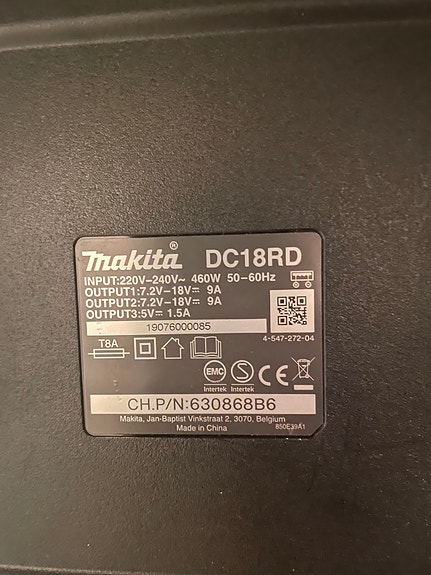 makita® DC18RD
INPUT:220V-240V~ 460W 50-60Hz
OUTPUT1:7.2V-18V⎓ 9A
OUTPUT2:7.2V-18V⎓ 9A
OUTPUT3:5V⎓ 1.5A
19076000085
4-547-272-04
T8A
EMC S CE
Intertek Intertek
CH.P/N:630868B6
Makita, Jan-Baptist Vinkstraat 2, 3070, Belgium
Made in China 850E39A1